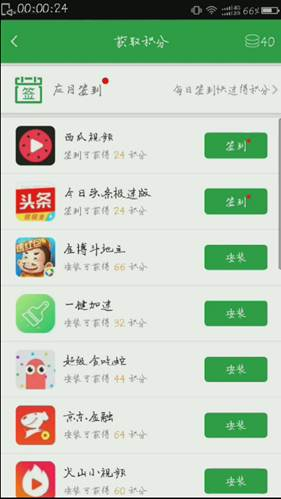 00:00:24
66%
获取积分
40
签
应用签到
每日签到快速得积分
西瓜视频
签到可获得 24 积分
签到
头条
今日头条极速版
签到可获得 24 积分
签到
座博斗地主
安装可获得 66 积分
安装
一键加速
安装可获得 32 积分
安装
超级贪吃蛇
安装可获得 44 积分
安装
JD
京东金融
安装可获得 64 积分
安装
火山小视频
安装可获得 60 积分
安装